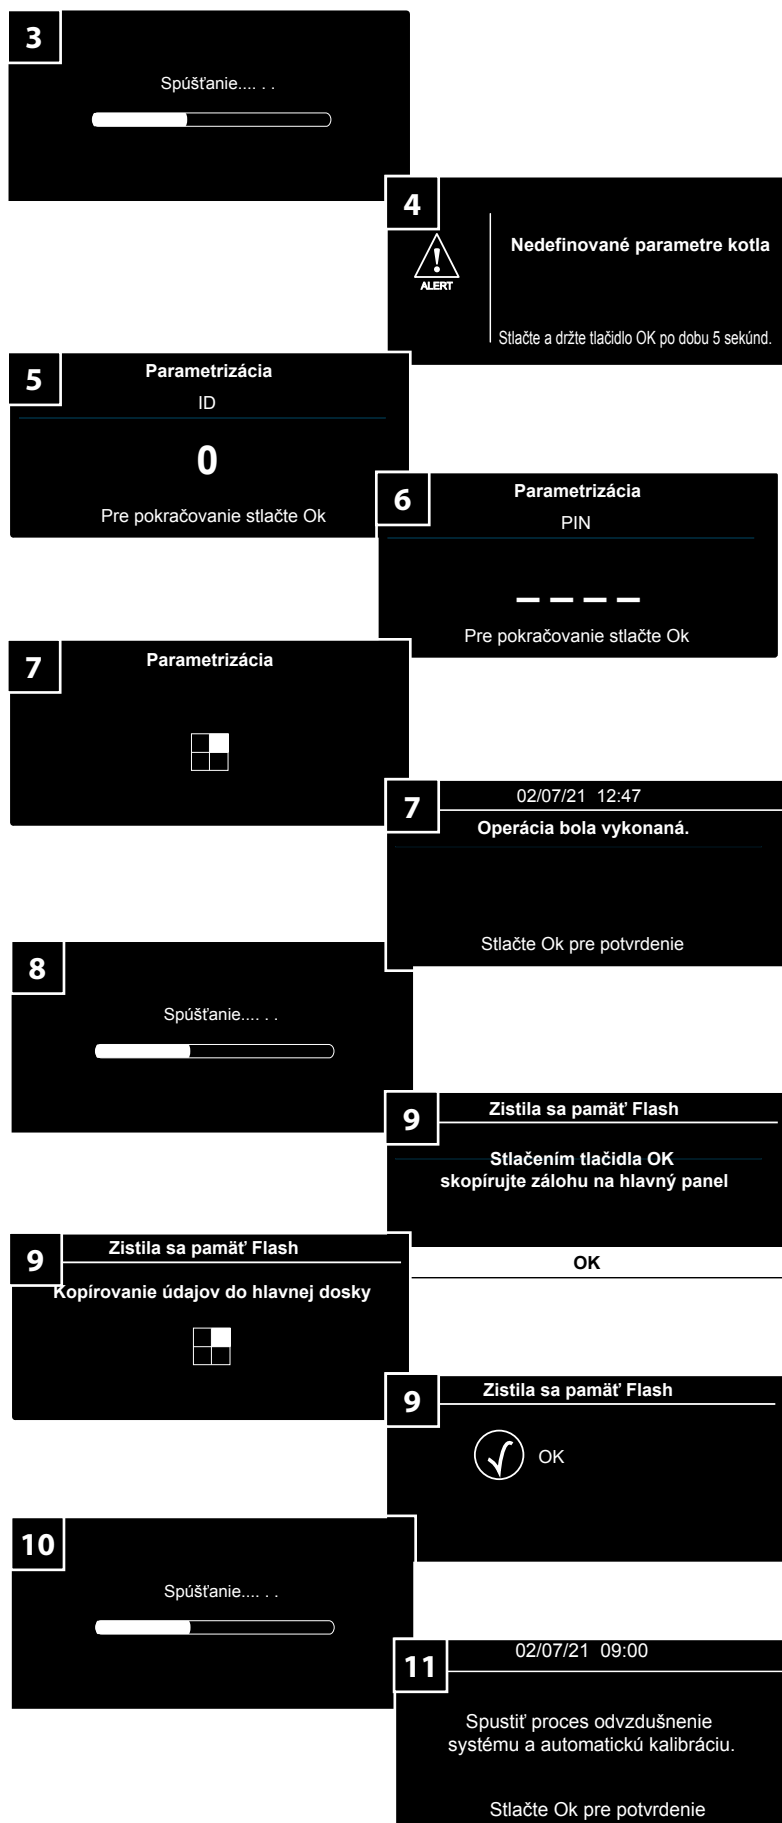 3
Spúšťanie.... . .
4
ALERT
Nedefinované parametre kotla
Stlačte a držte tlačidlo OK po dobu 5 sekúnd.
5
Parametrizácia
ID
0
Pre pokračovanie stlačte Ok
6
Parametrizácia
PIN
_ _ _ _
Pre pokračovanie stlačte Ok
7
Parametrizácia
7
02/07/21 12:47
Operácia bola vykonaná.
Stlačte Ok pre potvrdenie
8
Spúšťanie.... . .
9
Zistila sa pamäť Flash
Stlačením tlačidla OK
skopírujte zálohu na hlavný panel
OK
9
Zistila sa pamäť Flash
Kopírovanie údajov do hlavnej dosky
9
Zistila sa pamäť Flash
OK
10
Spúšťanie.... . .
11
02/07/21 09:00
Spustiť proces odvzdušnenie
systému a automatickú kalibráciu.
Stlačte Ok pre potvrdenie